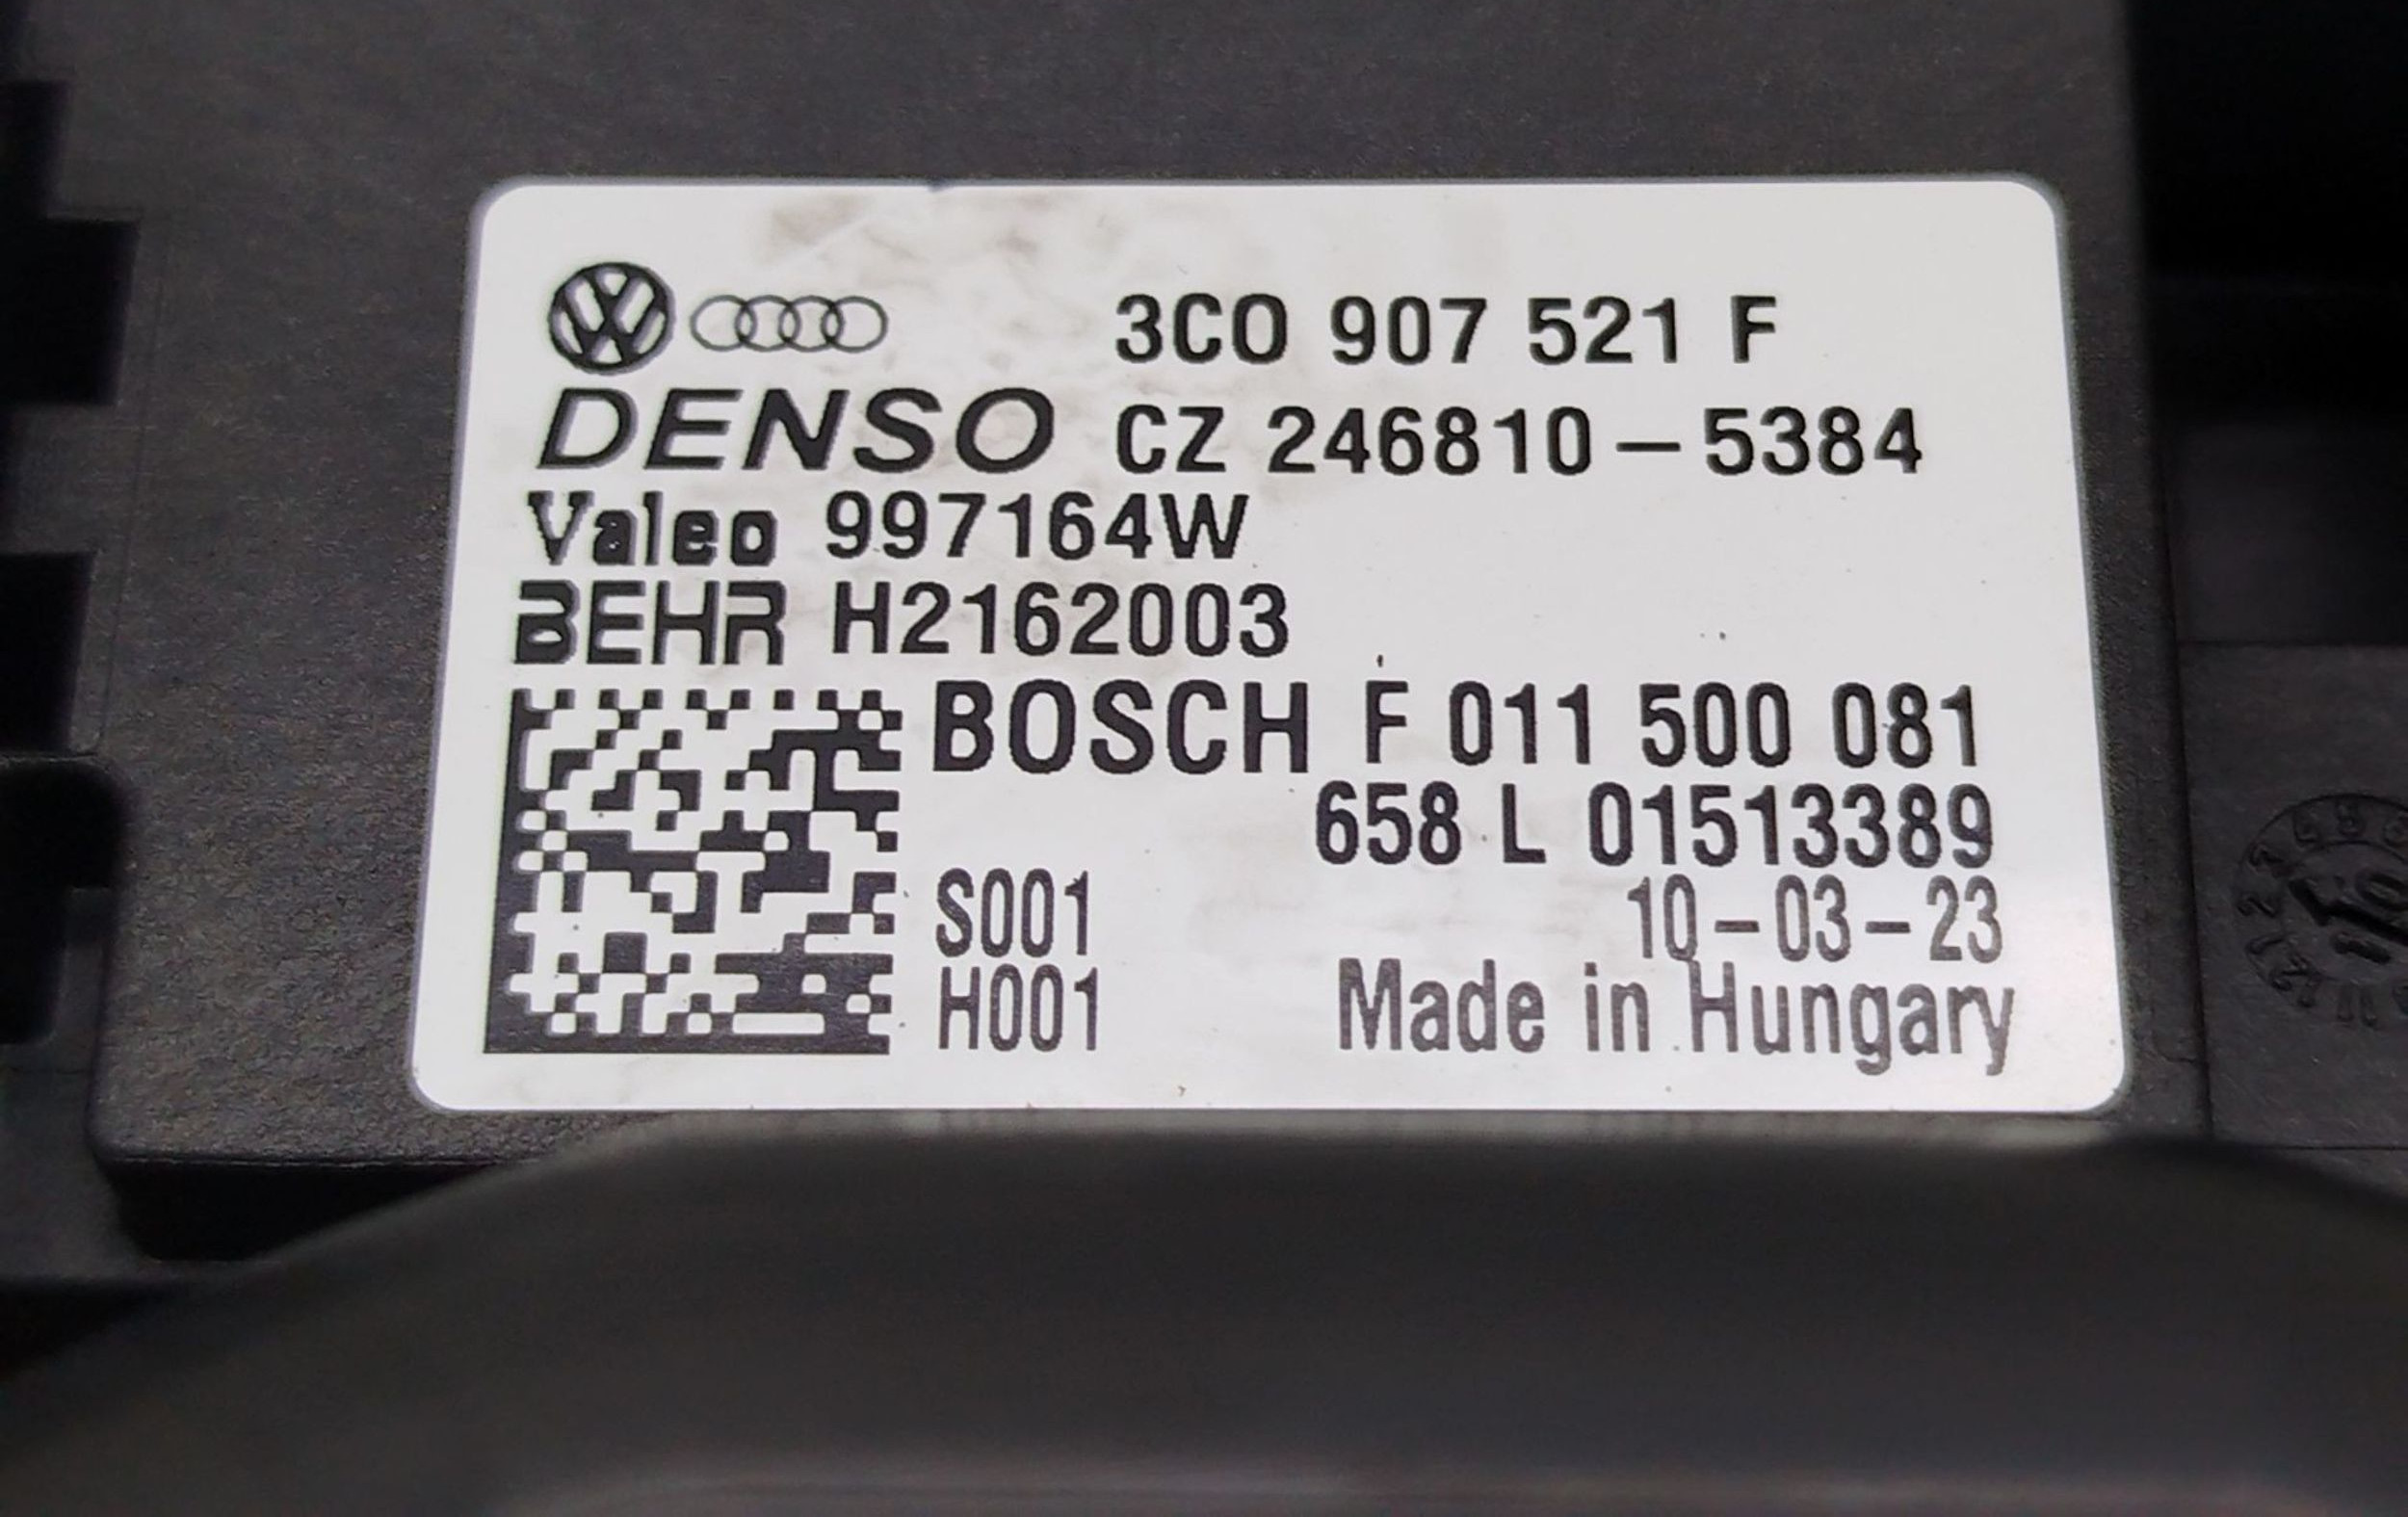 3C0 907 521 F
DENSO CZ 246810-5384
Valeo 997164W
BEHR H2162003
BOSCH F 011 500 081
658 L 01513389
S001 10-03-23
H001 Made in Hungary